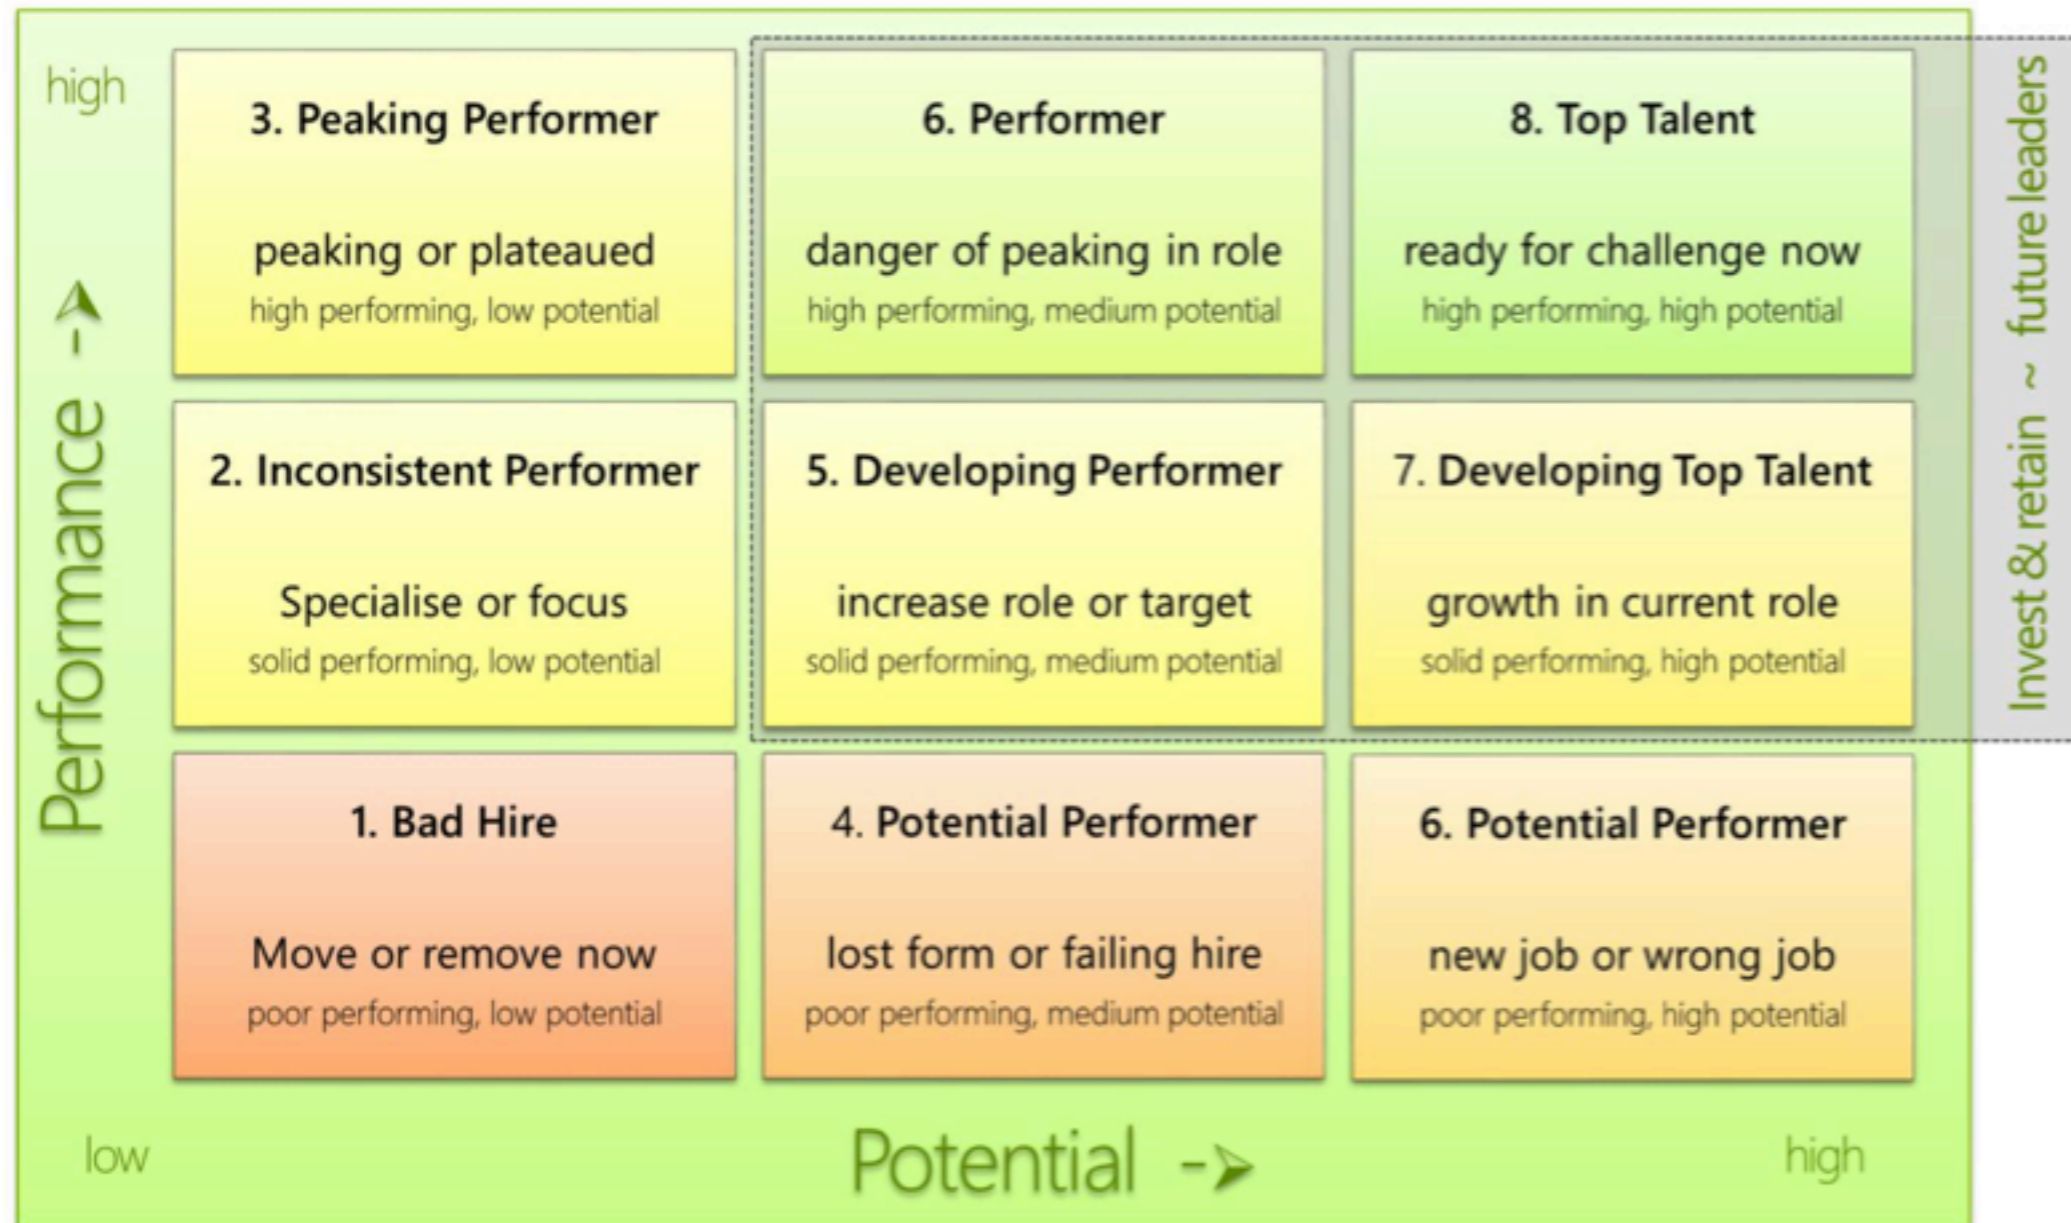 high
3. Peaking Performer
peaking or plateaued
high performing, low potential
6. Performer
danger of peaking in role
high performing, medium potential
8. Top Talent
ready for challenge now
high performing, high potential
Invest & retain ~ future leaders
Performance ->
2. Inconsistent Performer
Specialise or focus
solid performing, low potential
5. Developing Performer
increase role or target
solid performing, medium potential
7. Developing Top Talent
growth in current role
solid performing, high potential
1. Bad Hire
Move or remove now
poor performing, low potential
4. Potential Performer
lost form or failing hire
poor performing, medium potential
6. Potential Performer
new job or wrong job
poor performing, high potential
low
Potential ->
high